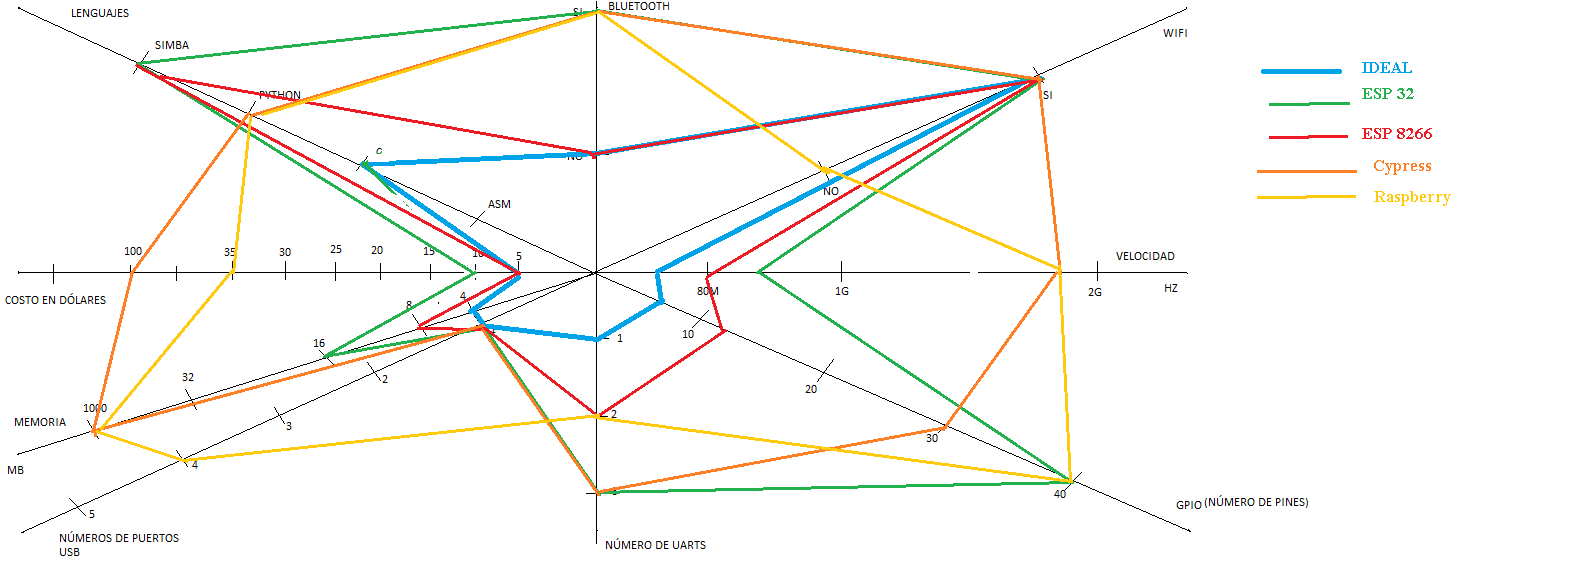 LENGUAJES
SI
BLUETOOTH
WIFI
SIMBA
PYTHON
SI
C
NO
NO
ASM
IDEAL
ESP 32
ESP 8266
Cypress
Raspberry
100
35
30
25
20
15
10
5
VELOCIDAD
COSTO EN DÓLARES
80M
1G
2G
HZ
4
8
16
32
1000
MEMORIA
MB
1
2
10
20
30
40
2
3
4
5
GPIO (NÚMERO DE PINES)
NÚMEROS DE PUERTOS
USB
NÚMERO DE UARTS